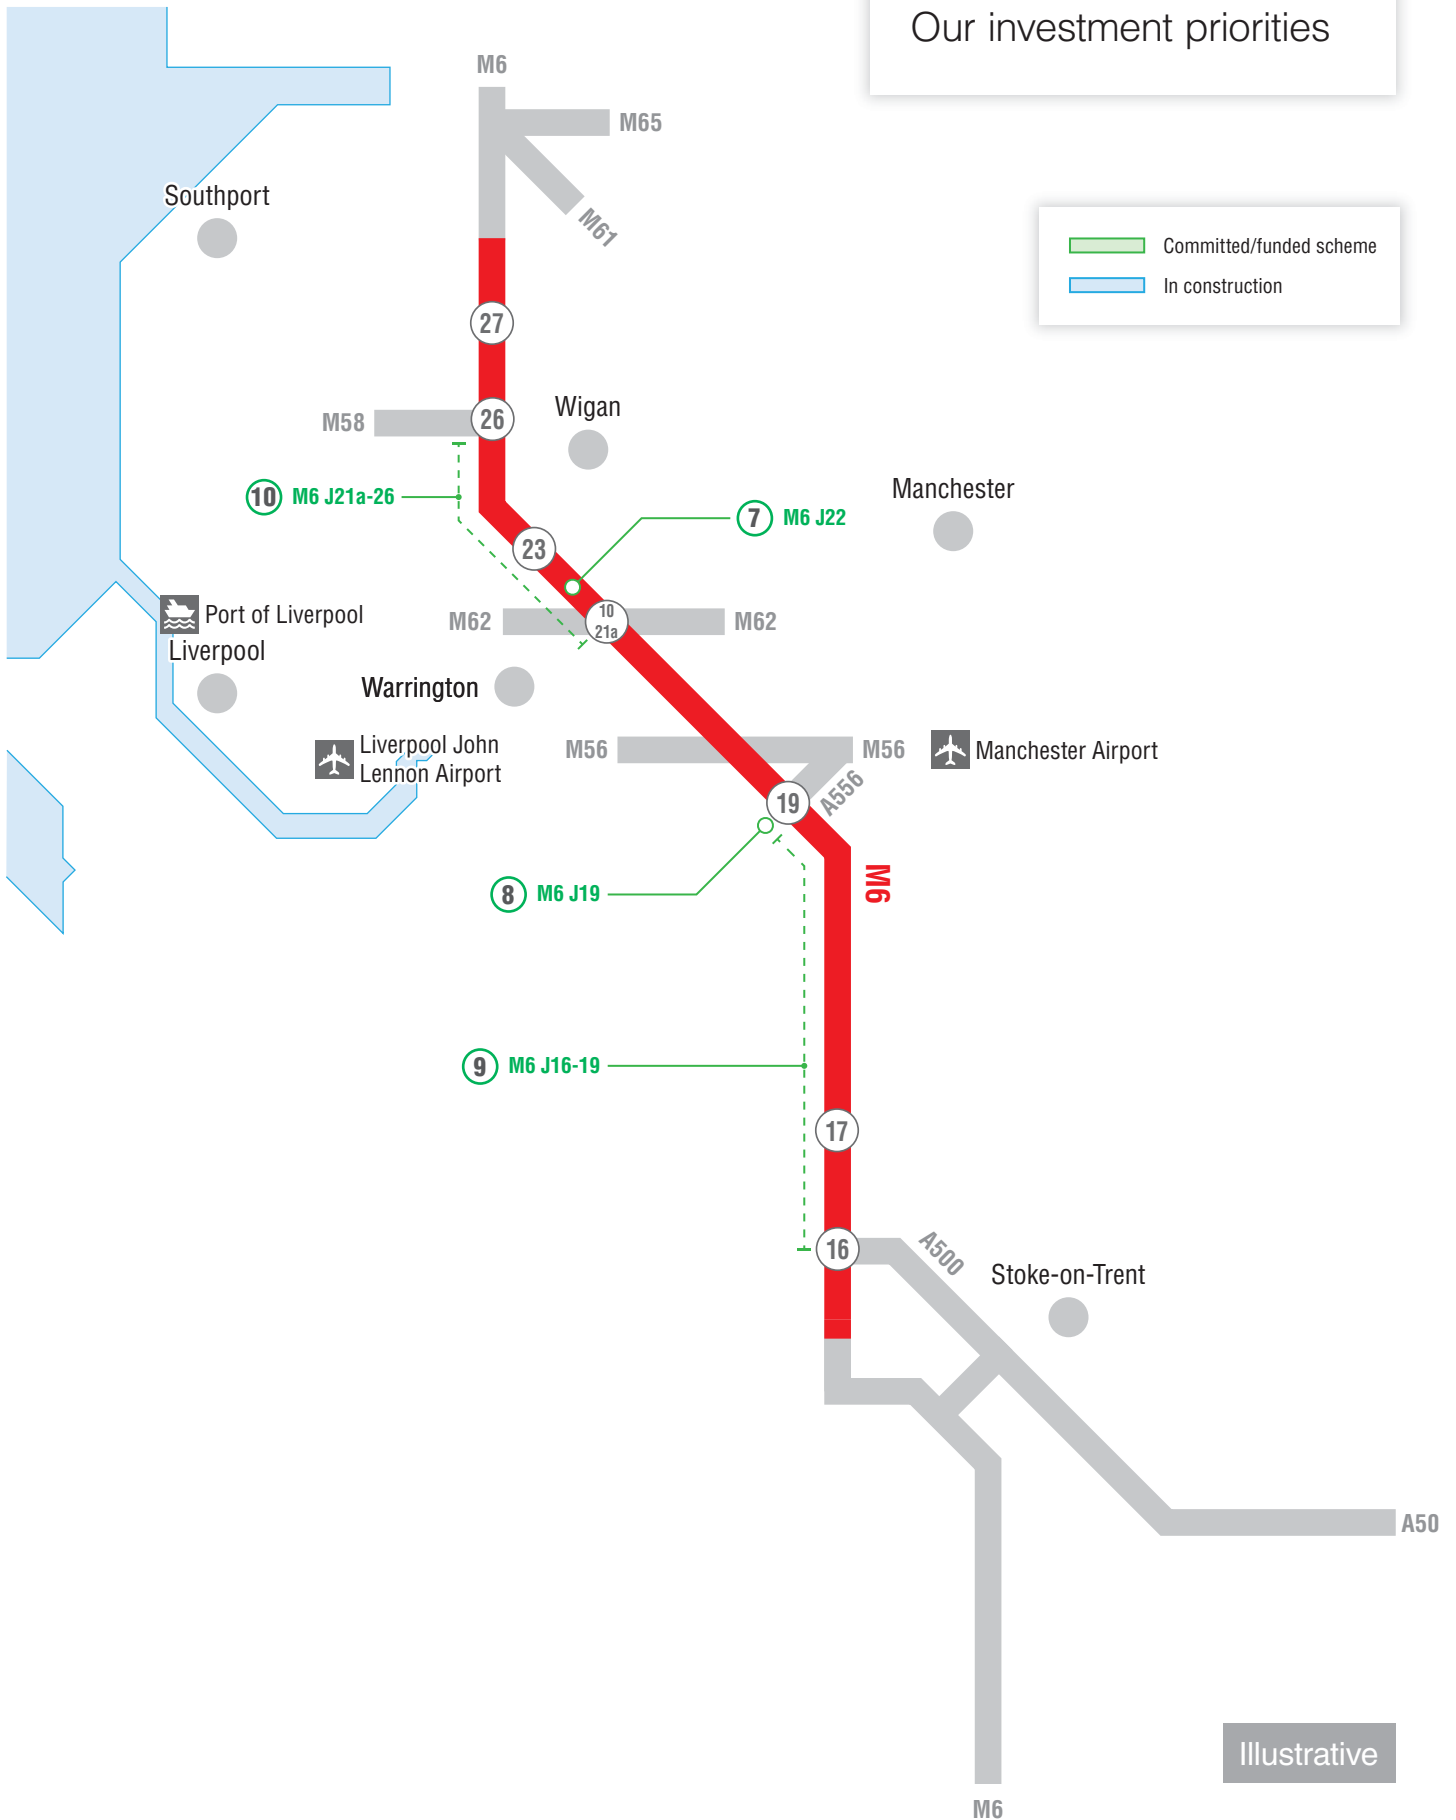 Our investment priorities
M6
M65
M61
Southport
Committed/funded scheme
In construction
27
Wigan
M58
26
Manchester
10 M6 J21a-26
7 M6 J22
23
Port of Liverpool
M62
10
21a
M62
Liverpool
Warrington
Liverpool John
Lennon Airport
M56
M56
Manchester Airport
A556
19
M6
8 M6 J19
9 M6 J16-19
17
16
A500
Stoke-on-Trent
A50
Illustrative
M6